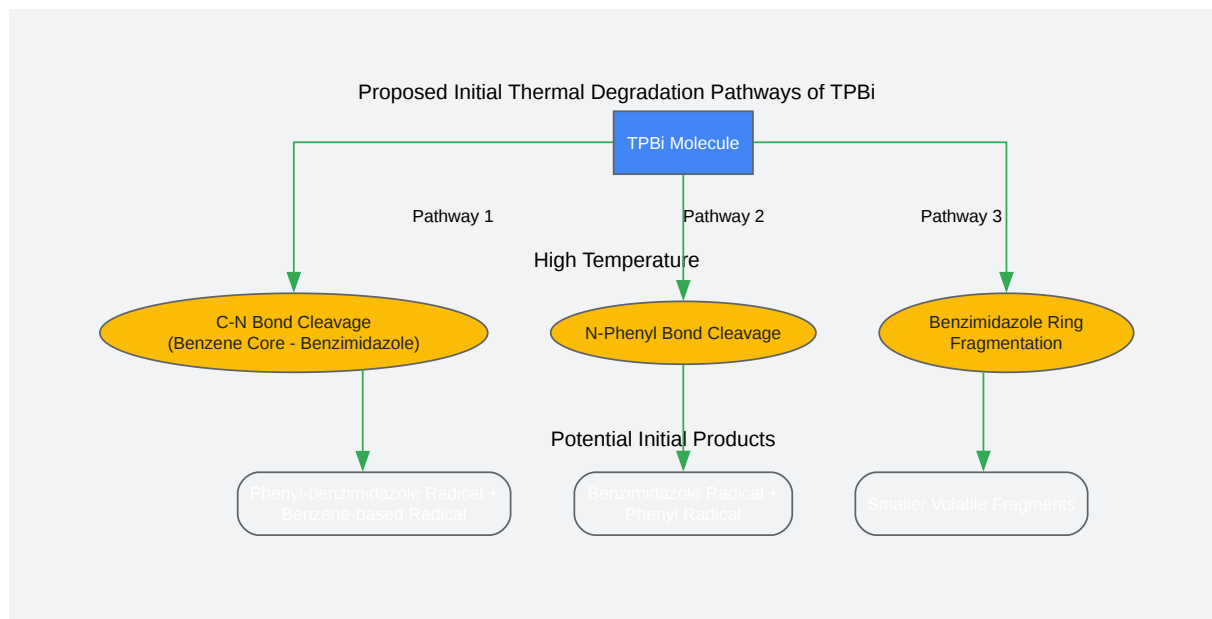 Proposed Initial Thermal Degradation Pathways of TPBi
TPBi Molecule
Pathway 1
Pathway 2
Pathway 3
High Temperature
C-N Bond Cleavage
(Benzene Core - Benzimidazole)
N-Phenyl Bond Cleavage
Benzimidazole Ring
Fragmentation
Potential Initial Products
Phenyl-benzimidazole Radical +
Benzene-based Radical
Benzimidazole Radical +
Phenyl Radical
Smaller Volatile Fragments